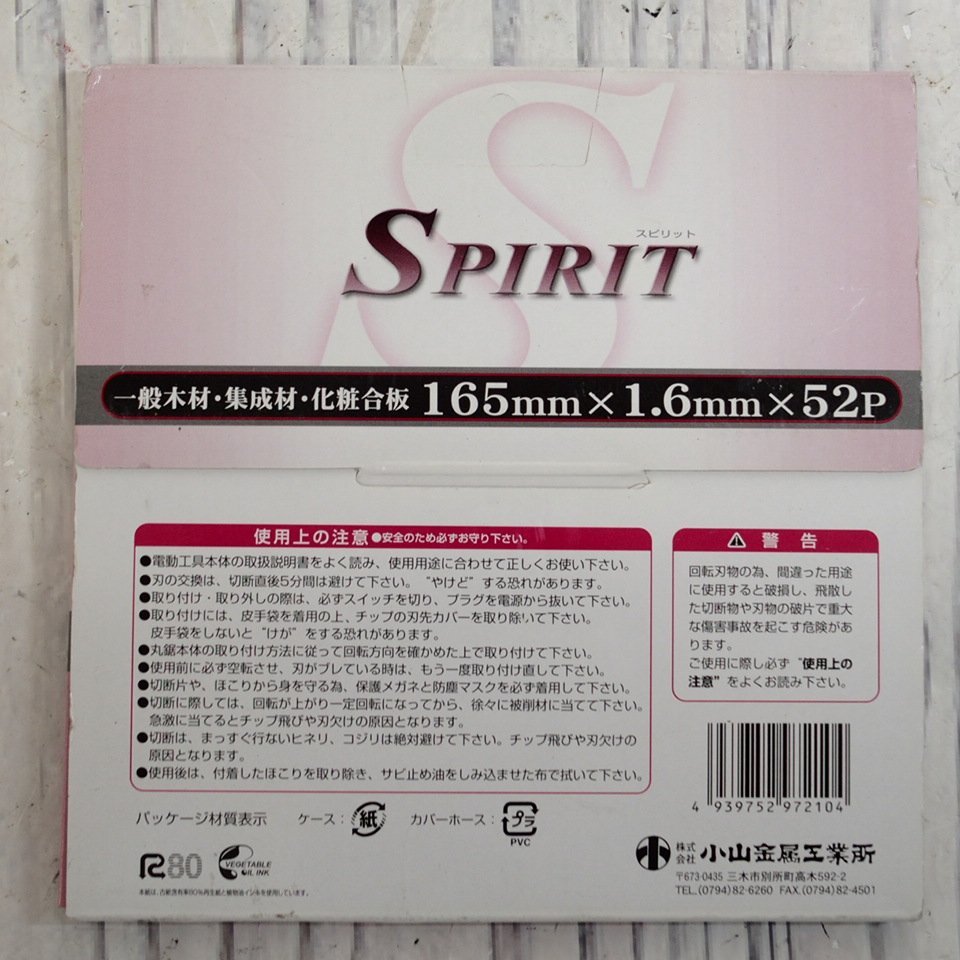 スピリット
SPIRIT
一般木材・集成材・化粧合板 165mm×1.6mm×52P
使用上の注意 ●安全のため必ずお守り下さい。
●電動工具本体の取扱説明書をよく読み、使用用途に合わせて正しくお使い下さい。
●刃の交換は、切断直後5分間は避けて下さい。“やけど”する恐れがあります。
●取り付け・取り外しの際は、必ずスイッチを切り、プラグを電源から抜いて下さい。
●取り付けには、皮手袋を着用の上、チップの刃先カバーを取り除いて下さい。
皮手袋をしないと“けが”をする恐れがあります。
●丸鋸本体の取り付け方法に従って回転方向を確かめた上で取り付けて下さい。
●使用前に必ず空転させ、刃がブレている時は、もう一度取り付け直して下さい。
●切断片や、ほこりから身を守る為、保護メガネと防塵マスクを必ず着用して下さい。
●切断に際しては、回転が上がり一定回転になってから、徐々に被削材に当てて下さい。
急激に当てるとチップ飛びや刃欠けの原因となります。
●切断は、まっすぐ行ないヒネリ、コジリは絶対避けて下さい。チップ飛びや刃欠けの
原因となります。
●使用後は、付着したほこりを取り除き、サビ止め油をしみ込ませた布で拭いて下さい。
警告
回転刃物の為、間違った用途
に使用すると破損し、飛散し
た切断物や刃物の破片で重大
な傷害事故を起こす危険があ
ります。
ご使用に際し必ず“使用上の
注意”をよくお読み下さい。
4 939752 972104
パッケージ材質表示 ケース： 紙 カバーホース： プラ
PVC
R80 VEGETABLE
OIL INK
本紙は、古紙含有率80%再生紙と植物油インキを使用しています。
株式
会社 小山金属工業所
〒673-0435 三木市別所町高木592-2
TEL.(0794)82-6260 FAX.(0794)82-4501